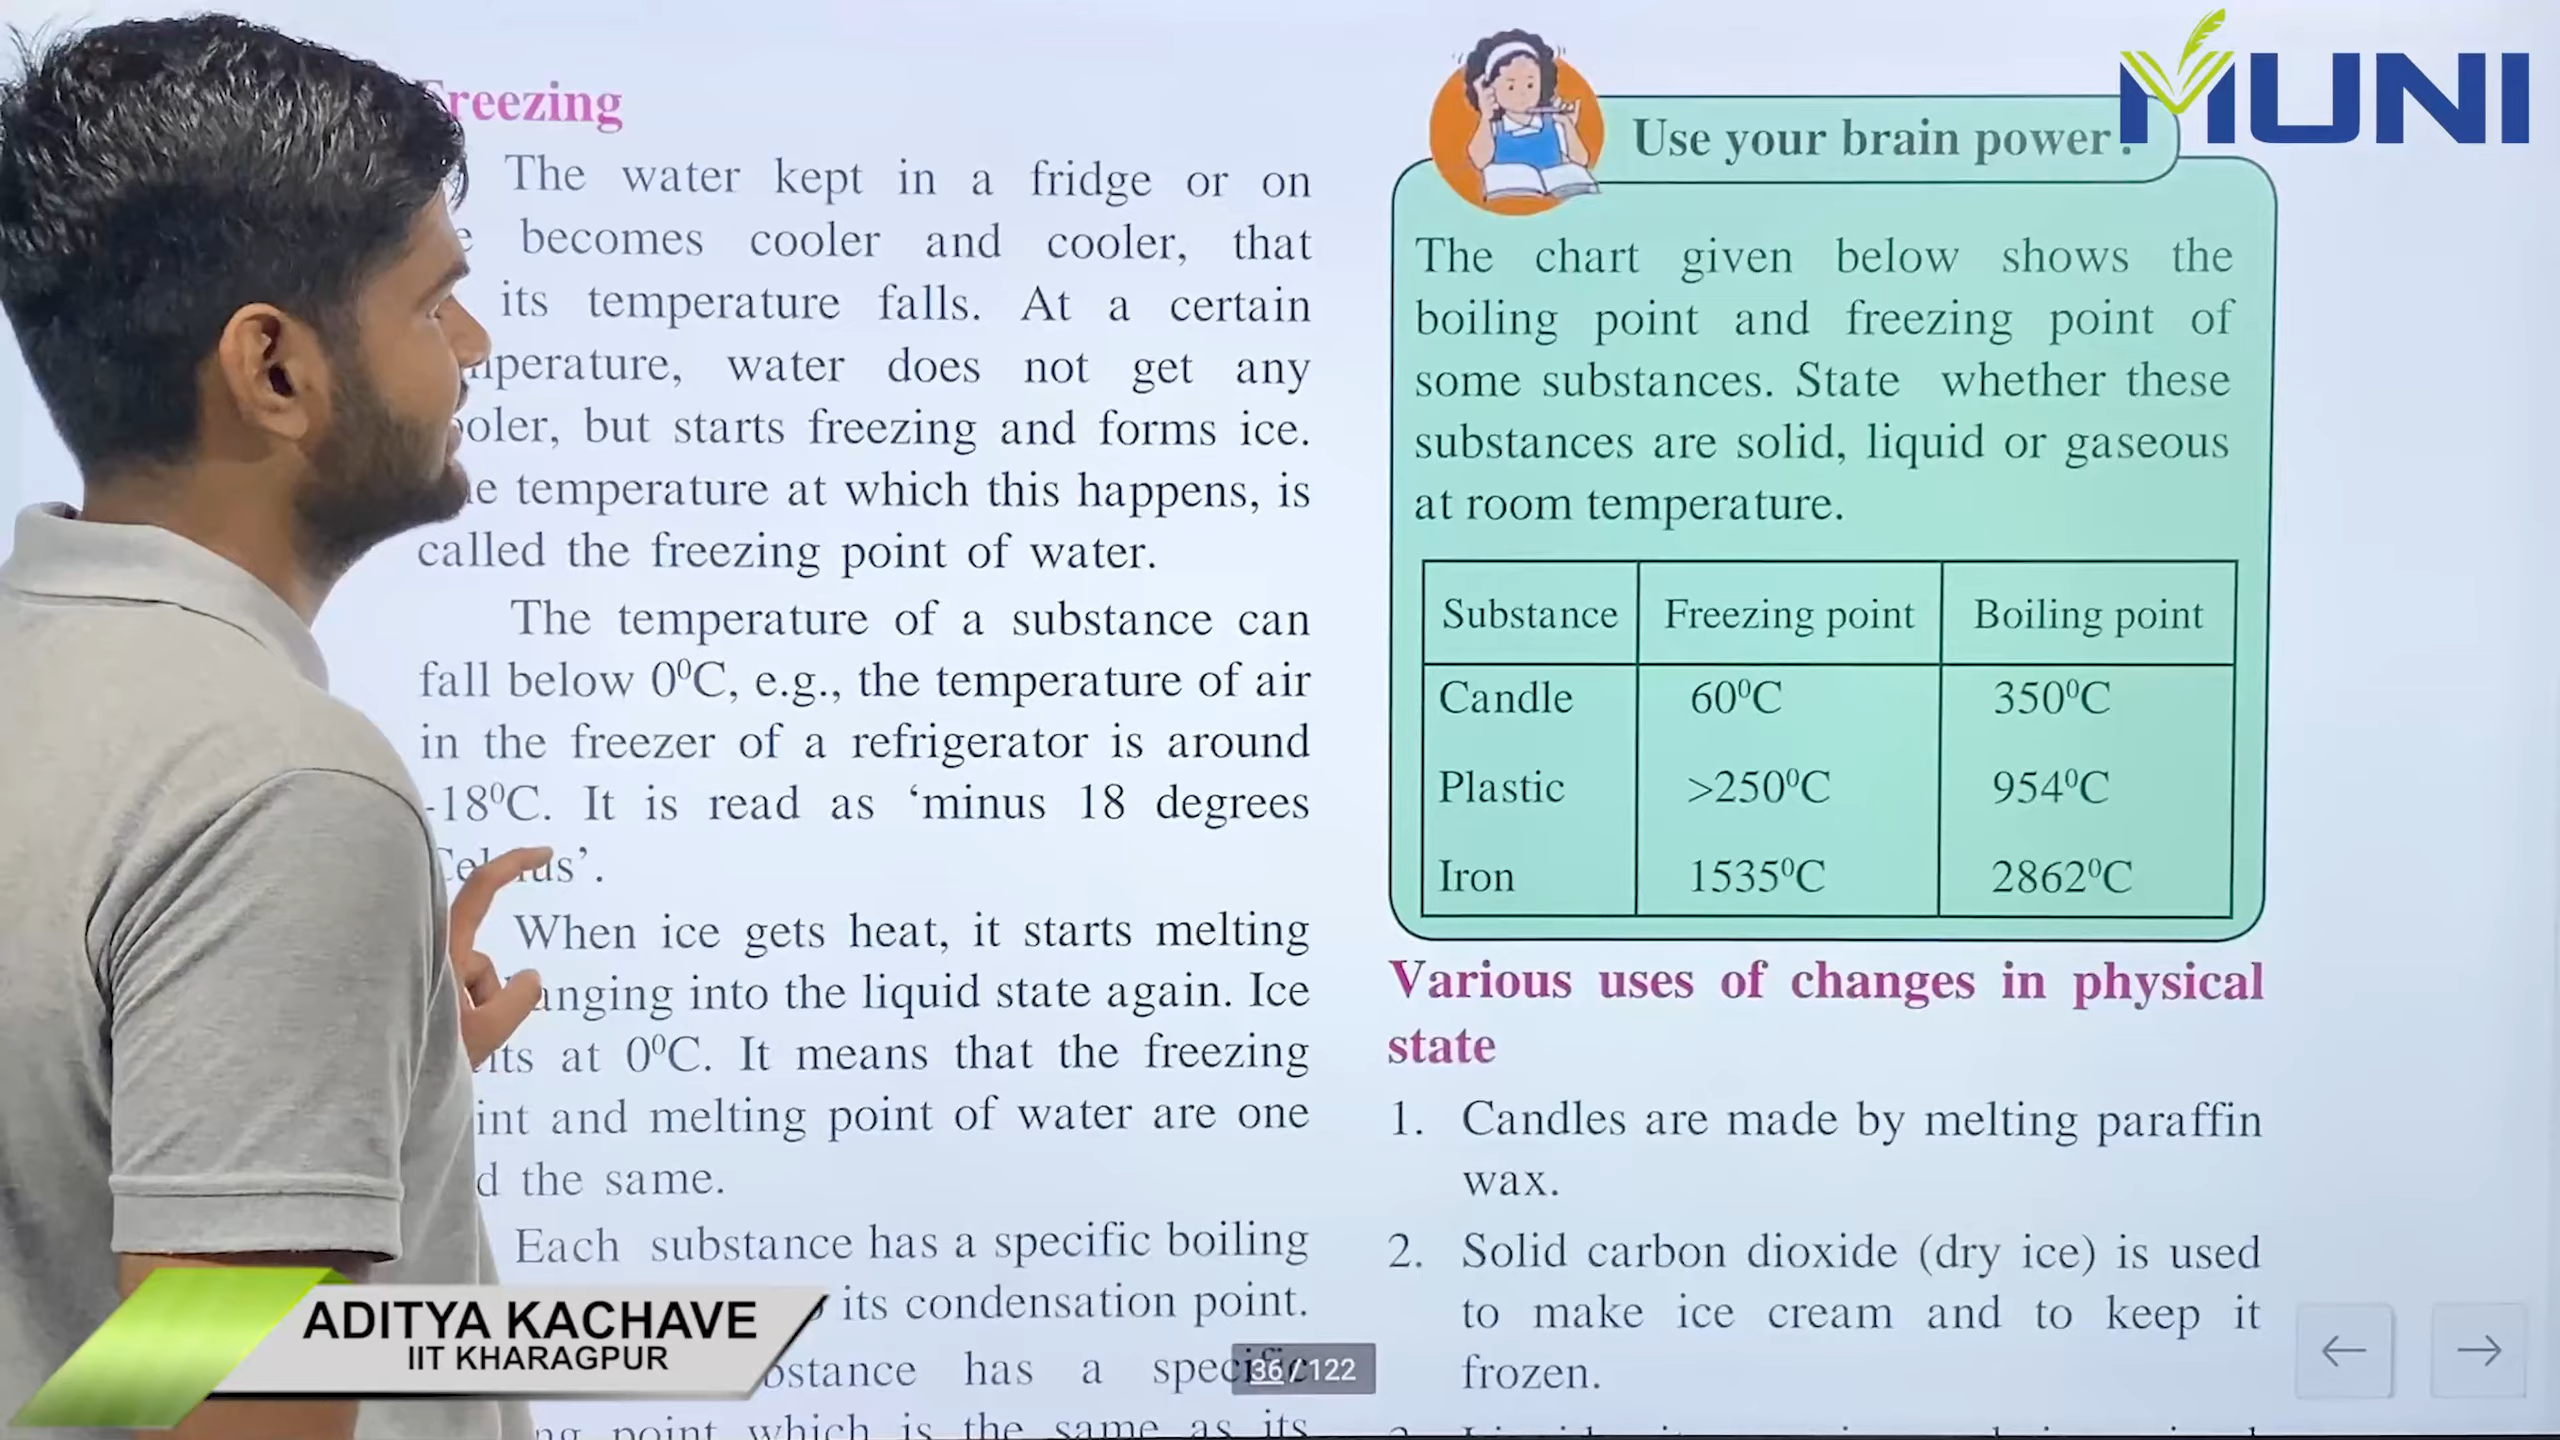 reezing
The water kept in a fridge or on
becomes cooler and cooler, that
its temperature falls. At a certain
perature, water does not get any
oler, but starts freezing and forms ice.
e temperature at which this happens, is
called the freezing point of water.
The temperature of a substance can
fall below 0⁰C, e.g., the temperature of air
in the freezer of a refrigerator is around
-18⁰C. It is read as ‘minus 18 degrees
When ice gets heat, it starts melting
anging into the liquid state again. Ice
ts at 0⁰C. It means that the freezing
int and melting point of water are one
d the same.
Each substance has a specific boiling
its condensation point.
bstance has a
point which is the same as its
MUNI
Use your brain power!
The chart given below shows the
boiling point and freezing point of
some substances. State whether these
substances are solid, liquid or gaseous
at room temperature.
Substance Freezing point Boiling point
Candle 60⁰C 350⁰C
Plastic >250⁰C 954⁰C
Iron 1535⁰C 2862⁰C
Various uses of changes in physical
state
1. Candles are made by melting paraffin
wax.
2. Solid carbon dioxide (dry ice) is used
to make ice cream and to keep it
frozen.
ADITYA KACHAVE
IIT KHARAGPUR
36 / 122